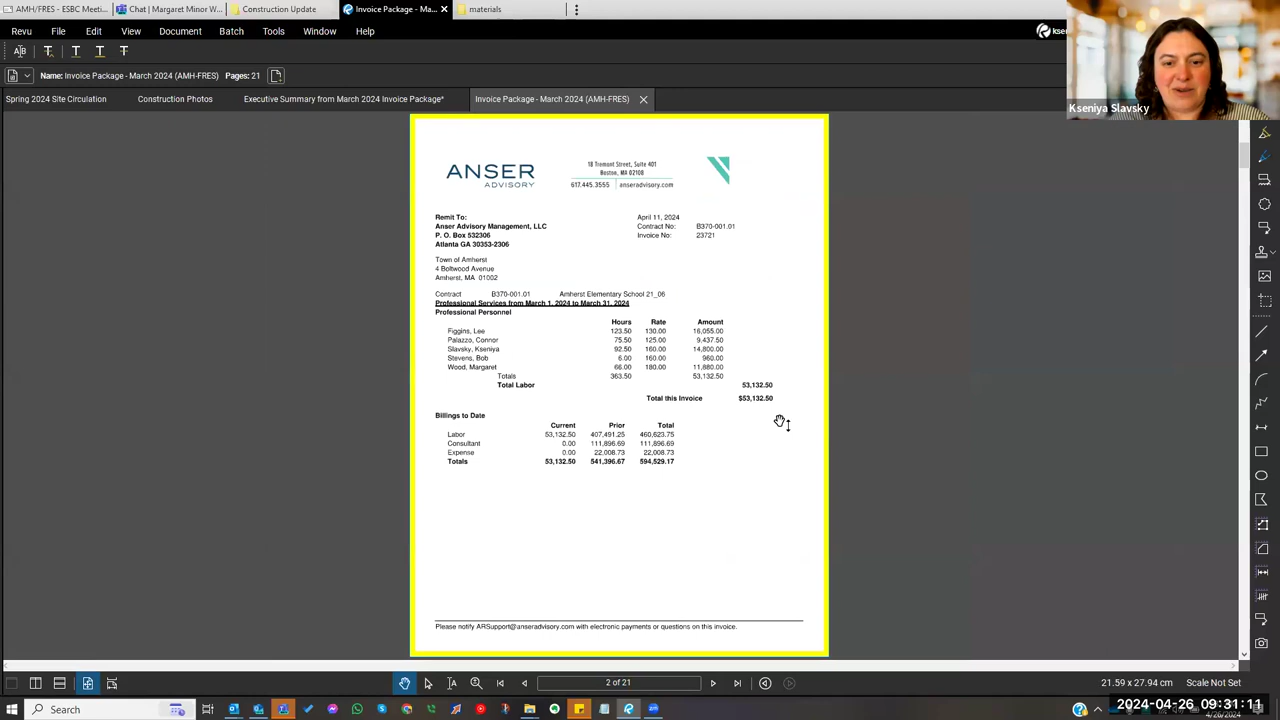 AMH/FRES - ESBC Meetin
Chat | Margaret Minor W...
Construction Update
Invoice Package - Mar...
materials
Revu File Edit View Document Batch Tools Window Help
Name: Invoice Package - March 2024 (AMH-FRES) Pages: 21
Spring 2024 Site Circulation
Construction Photos
Executive Summary from March 2024 Invoice Package*
Invoice Package - March 2024 (AMH-FRES)
Kseniya Slavsky
ANSER
ADVISORY
18 Tremont Street, Suite 401
Boston, MA 02108
617.445.3555 | anseradvisory.com
Remit To:
April 11, 2024
Anser Advisory Management, LLC
Contract No: B370-001.01
P. O. Box 532306
Invoice No: 23721
Atlanta GA 30353-2306
Town of Amherst
4 Boltwood Avenue
Amherst, MA 01002
Contract B370-001.01 Amherst Elementary School 21_06
Professional Services from March 1, 2024 to March 31, 2024
Professional Personnel
Hours Rate Amount
Figgins, Lee 123.50 130.00 16,055.00
Palazzo, Connor 75.50 125.00 9,437.50
Slavsky, Kseniya 92.50 160.00 14,800.00
Stevens, Bob 6.00 160.00 960.00
Wood, Margaret 66.00 180.00 11,880.00
Totals 363.50 53,132.50
Total Labor 53,132.50
Total this Invoice $53,132.50
Billings to Date
Current Prior Total
Labor 53,132.50 407,491.25 460,623.75
Consultant 0.00 111,896.69 111,896.69
Expense 0.00 22,008.73 22,008.73
Totals 53,132.50 541,396.67 594,529.17
Please notify ARSupport@anseradvisory.com with electronic payments or questions on this invoice.
2 of 21
21.59 x 27.94 cm Scale Not Set
Search
2024-04-26 09:31:11
4/26/2024